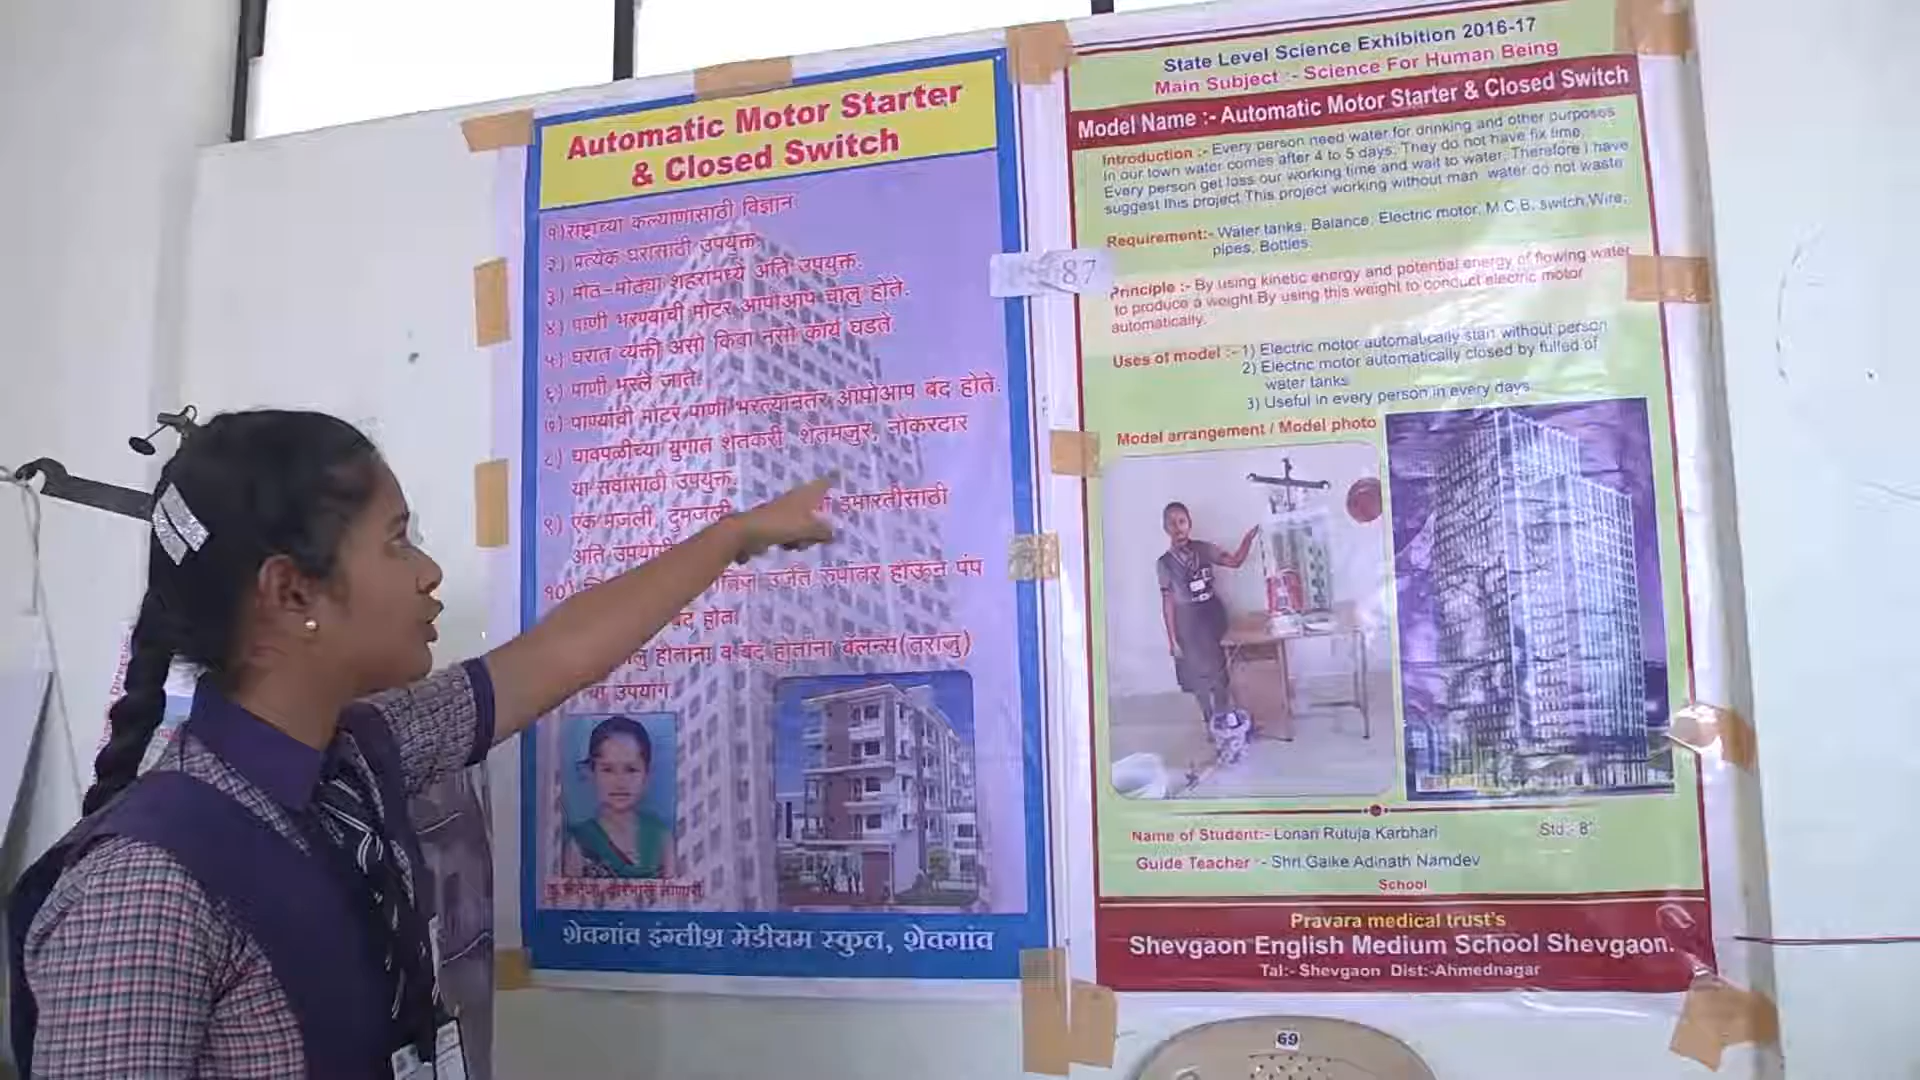 Automatic Motor Starter
& Closed Switch
१) राष्ट्राच्या कल्याणासाठी विज्ञान.
२) प्रत्येक घरासाठी उपयुक्त.
३) मोठ-मोठ्या शहरांमध्ये अति उपयुक्त.
४) पाणी भरण्याची मोटर आपोआप चालु होते.
५) घरात व्यक्ती असो किंवा नसो कार्य घडते.
६) पाणी भरले जाते.
७) पाण्याची मोटर पाणी भरल्यानंतर आपोआप बंद होते.
८) धावपळीच्या युगात शेतकरी, शेतमजुर, नोकरदार
या सर्वांसाठी उपयुक्त.
९) एक मजली, दुमजली इमारतीसाठी
अति
१०) उर्जेत रुपांतर होऊन पंप
बंद होतो
होताना व बंद होताना बॅलन्स(तराजु)
उपयोग.
शेवगांव इंग्लीश मेडीयम स्कुल, शेवगांव
87
State Level Science Exhibition 2016-17
Main Subject :- Science For Human Being
Model Name :- Automatic Motor Starter & Closed Switch
Introduction :- Every person need water for drinking and other purposes
In our town water comes after 4 to 5 days. They do not have fix time.
Every person get loss our working time and wait to water. Therefore I have
suggest this project This project working without man water do not waste
Requirement:- Water tanks, Balance, Electric motor, M.C.B. switch, Wire,
pipes, Bottles
Principle :- By using kinetic energy and potential energy of flowing water
to produce a weight By using this weight to conduct electric motor
automatically.
Uses of model :- 1) Electric motor automatically start without person
2) Electric motor automatically closed by fulled of
water tanks
3) Useful in every person in every days
Model arrangement / Model photo
Name of Student:- Lonari Rutuja Karbhari Std:- 8
Guide Teacher :- Shri.Gaike Adinath Namdev
School
Pravara medical trust's
Shevgaon English Medium School Shevgaon.
Tal:- Shevgaon Dist:-Ahmednagar
69